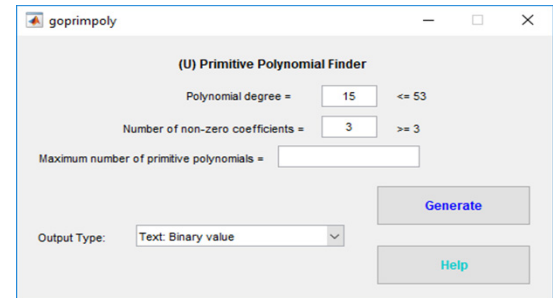 goprimpoly
(U) Primitive Polynomial Finder
Polynomial degree = 15 <= 53
Number of non-zero coefficients = 3 >= 3
Maximum number of primitive polynomials =
Generate
Output Type: Text: Binary value
Help